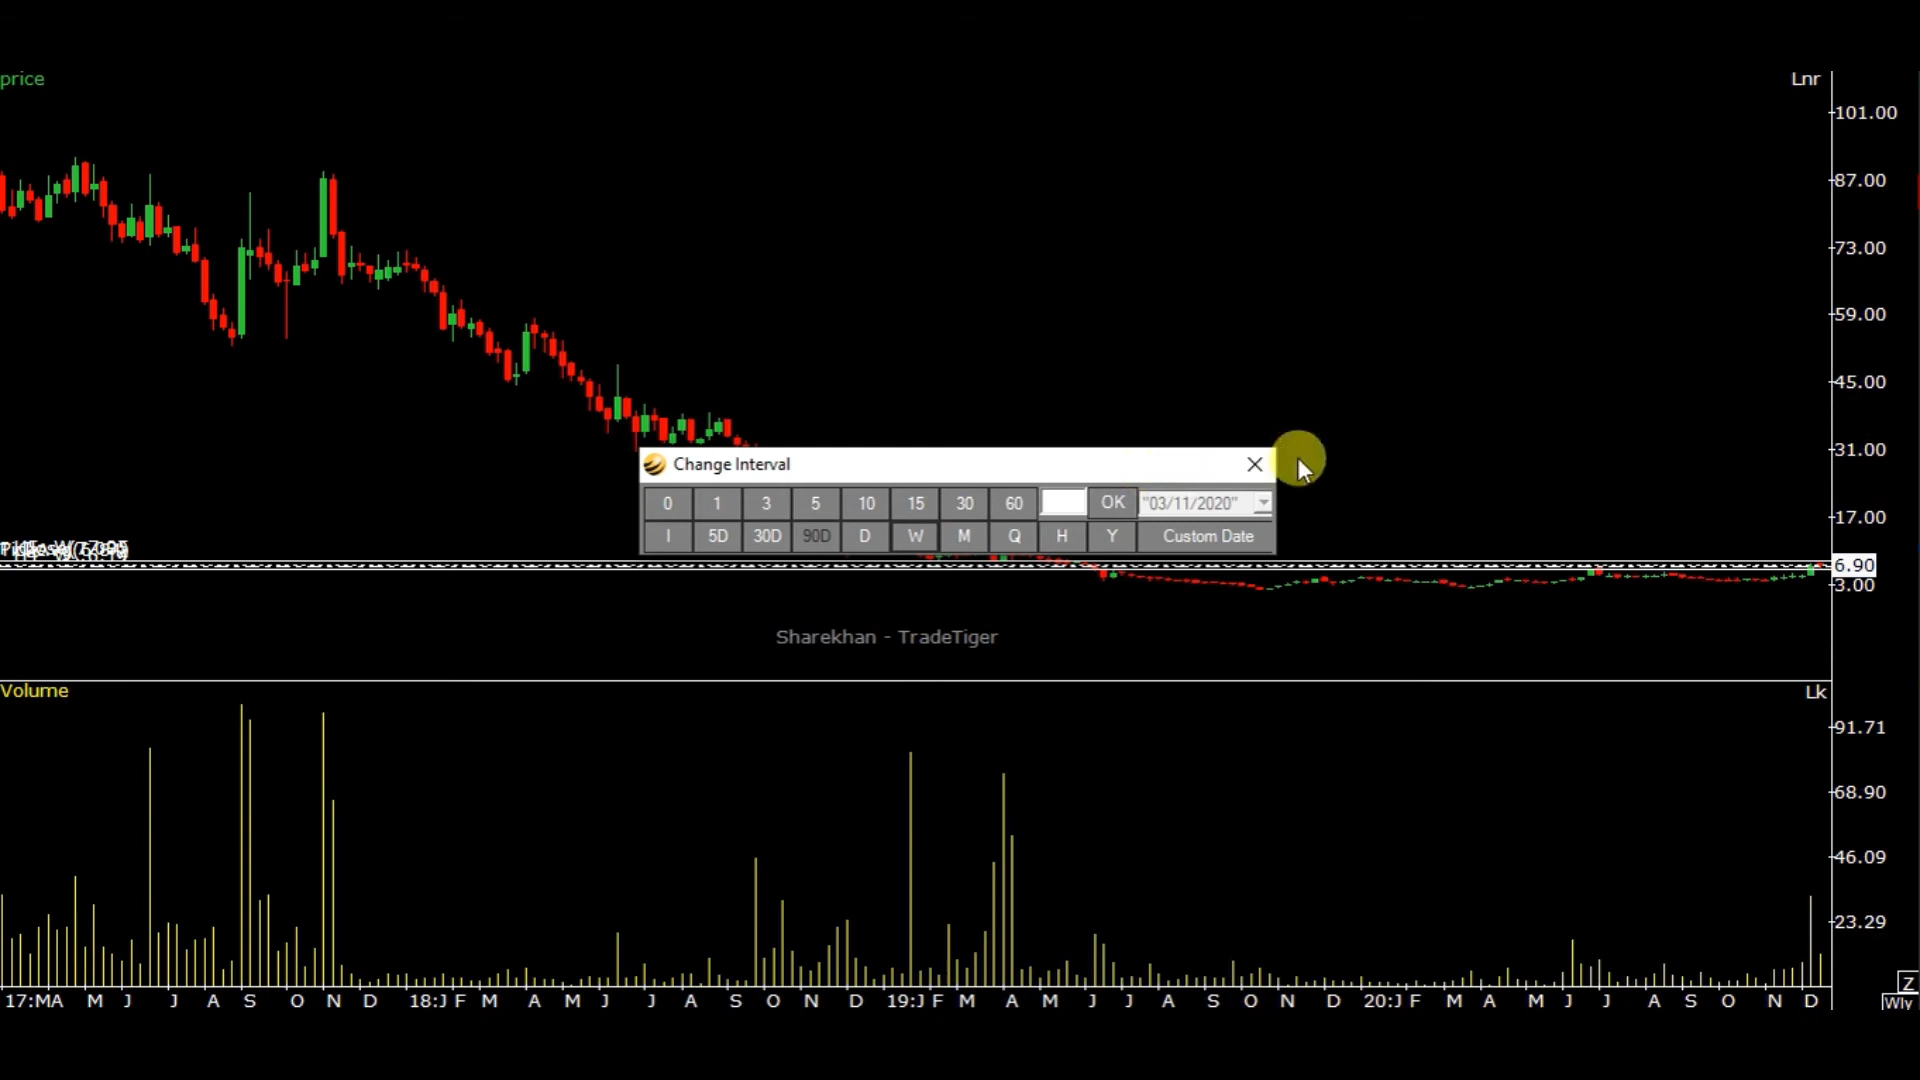 price
Lnr
101.00
87.00
73.00
59.00
45.00
31.00
17.00
6.90
3.00
Change Interval
0 1 3 5 10 15 30 60 OK "03/11/2020"
I 5D 30D 90D D W M Q H Y Custom Date
Sharekhan - TradeTiger
Volume
Lk
91.71
68.90
46.09
23.29
Z
17:MA M J J A S O N D 18:J F M A M J J A S O N D 19:J F M A M J J A S O N D 20:J F M A M J J A S O N D
Wly